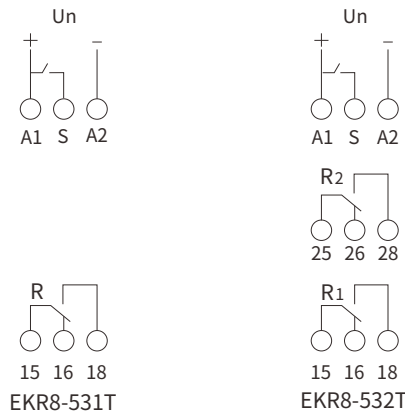 Un
+ −
A1 S A2
R
15 16 18
EKR8-531T
Un
+ −
A1 S A2
R2
25 26 28
R1
15 16 18
EKR8-532T